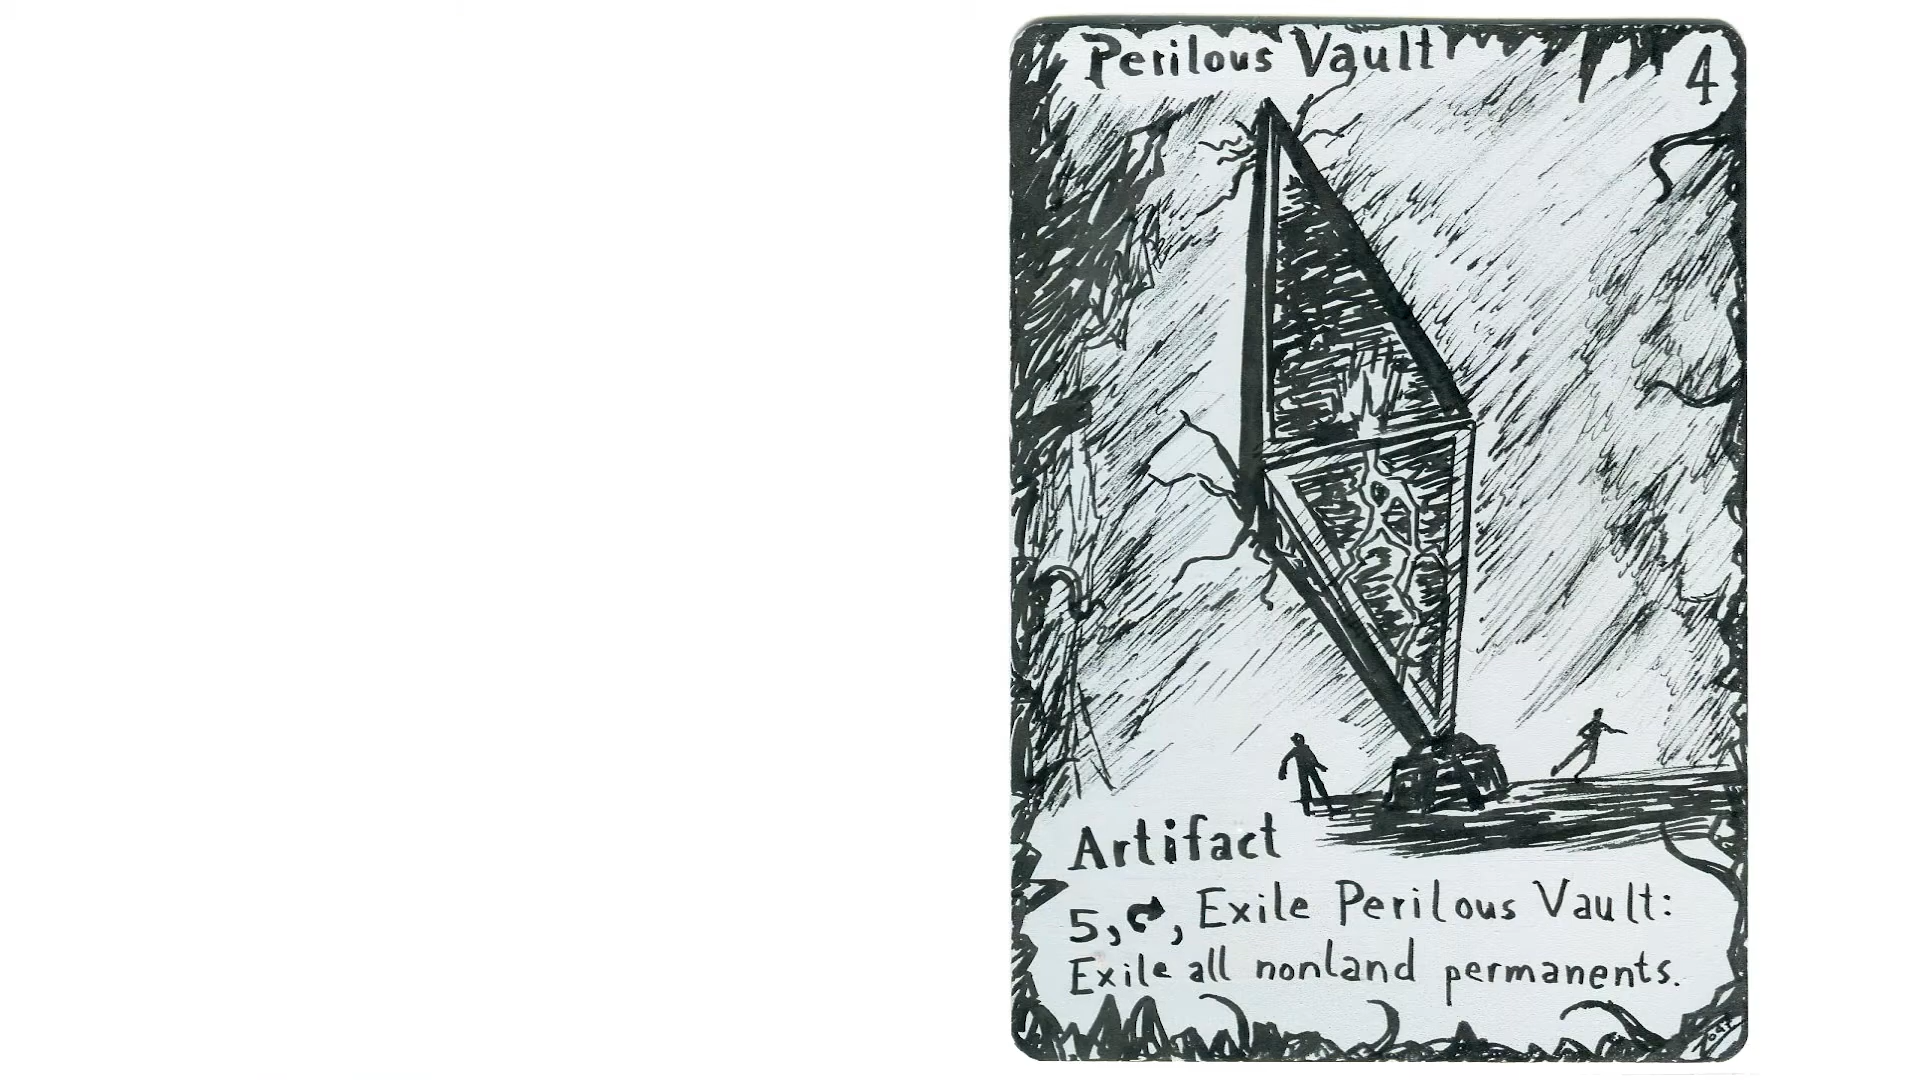 Perilous Vault
4
Artifact
5, , Exile Perilous Vault:
Exile all nonland permanents.